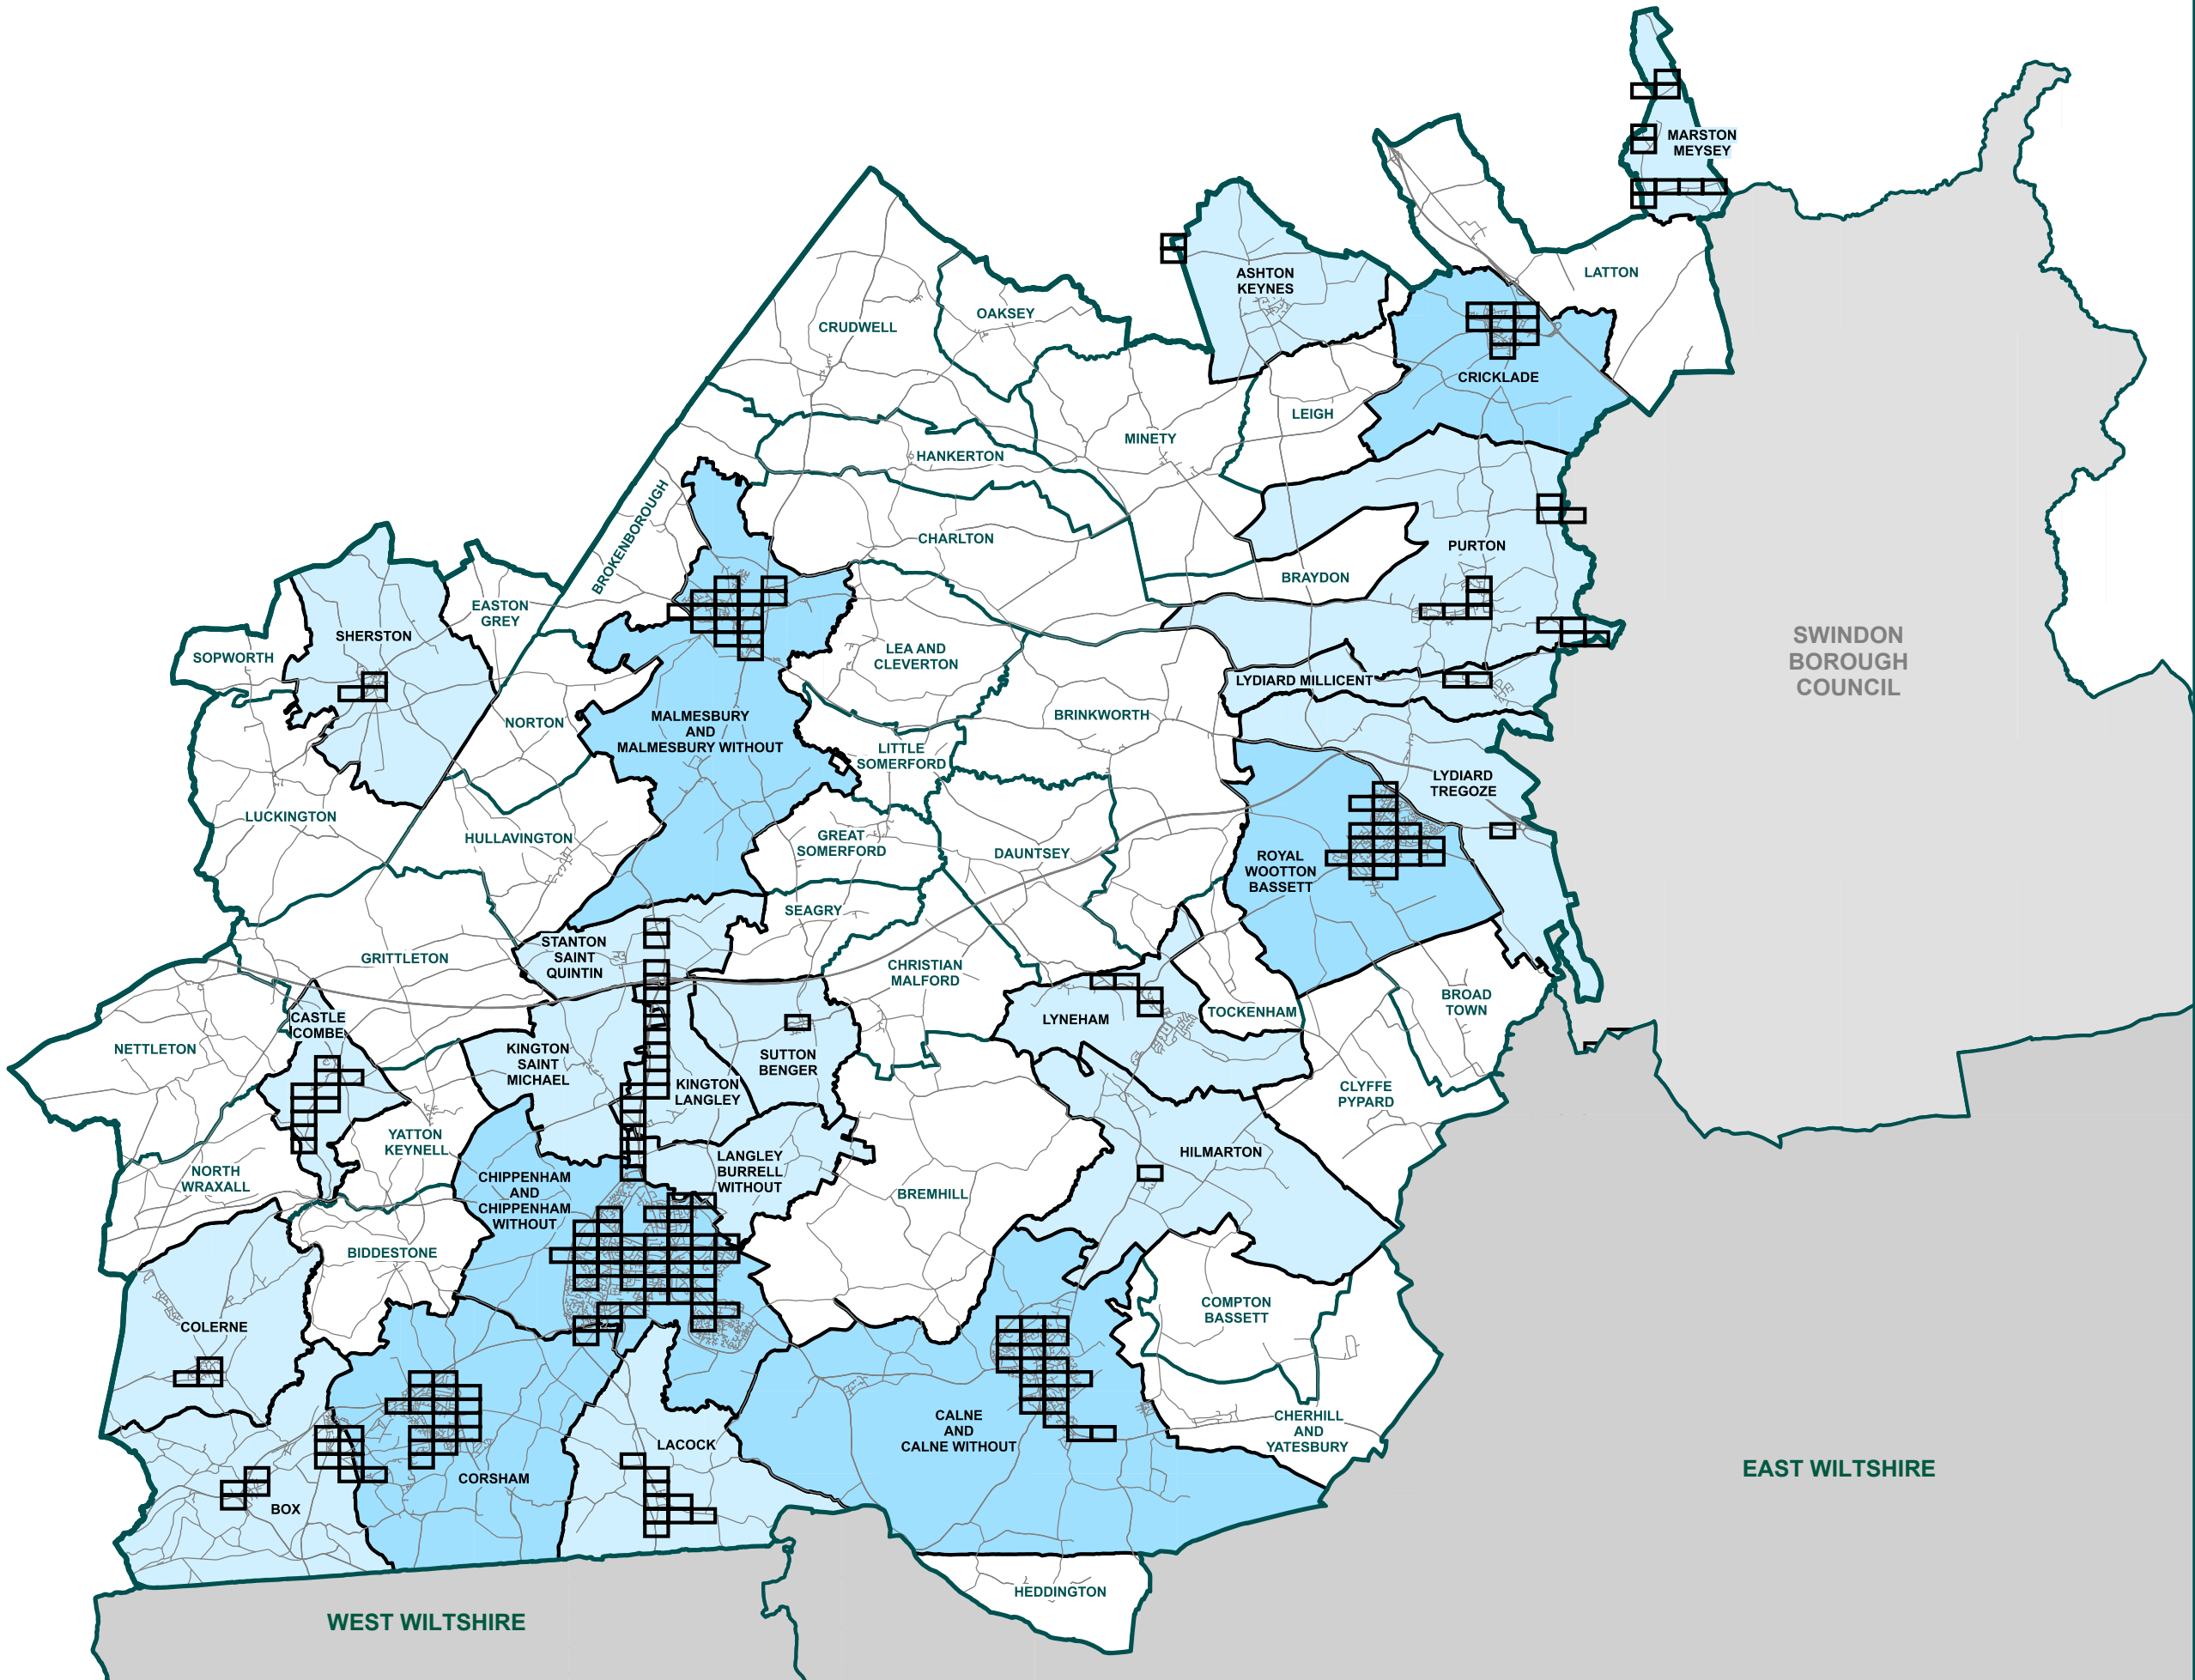 MARSTON
MEYSEY
ASHTON
KEYNES
LATTON
OAKSEY
CRUDWELL
CRICKLADE
LEIGH
MINETY
HANKERTON
BROKENBOROUGH
CHARLTON
PURTON
BRAYDON
EASTON
GREY
SHERSTON
SOPWORTH
LEA AND
CLEVERTON
LYDIARD MILLICENT
SWINDON
BOROUGH
COUNCIL
NORTON
MALMESBURY
AND
MALMESBURY WITHOUT
BRINKWORTH
LITTLE
SOMERFORD
LYDIARD
TREGOZE
LUCKINGTON
HULLAVINGTON
GREAT
SOMERFORD
DAUNTSEY
ROYAL
WOOTTON
BASSETT
SEAGRY
STANTON
SAINT
QUINTIN
GRITTLETON
CHRISTIAN
MALFORD
BROAD
TOWN
TOCKENHAM
LYNEHAM
CASTLE
COMBE
NETTLETON
KINGTON
SAINT
MICHAEL
SUTTON
BENGER
KINGTON
LANGLEY
CLYFFE
PYPARD
YATTON
KEYNELL
HILMARTON
NORTH
WRAXALL
LANGLEY
BURRELL
WITHOUT
CHIPPENHAM
AND
CHIPPENHAM
WITHOUT
BREMHILL
BIDDESTONE
COMPTON
BASSETT
COLERNE
CALNE
AND
CALNE WITHOUT
CHERHILL
AND
YATESBURY
LACOCK
CORSHAM
BOX
EAST WILTSHIRE
HEDDINGTON
WEST WILTSHIRE